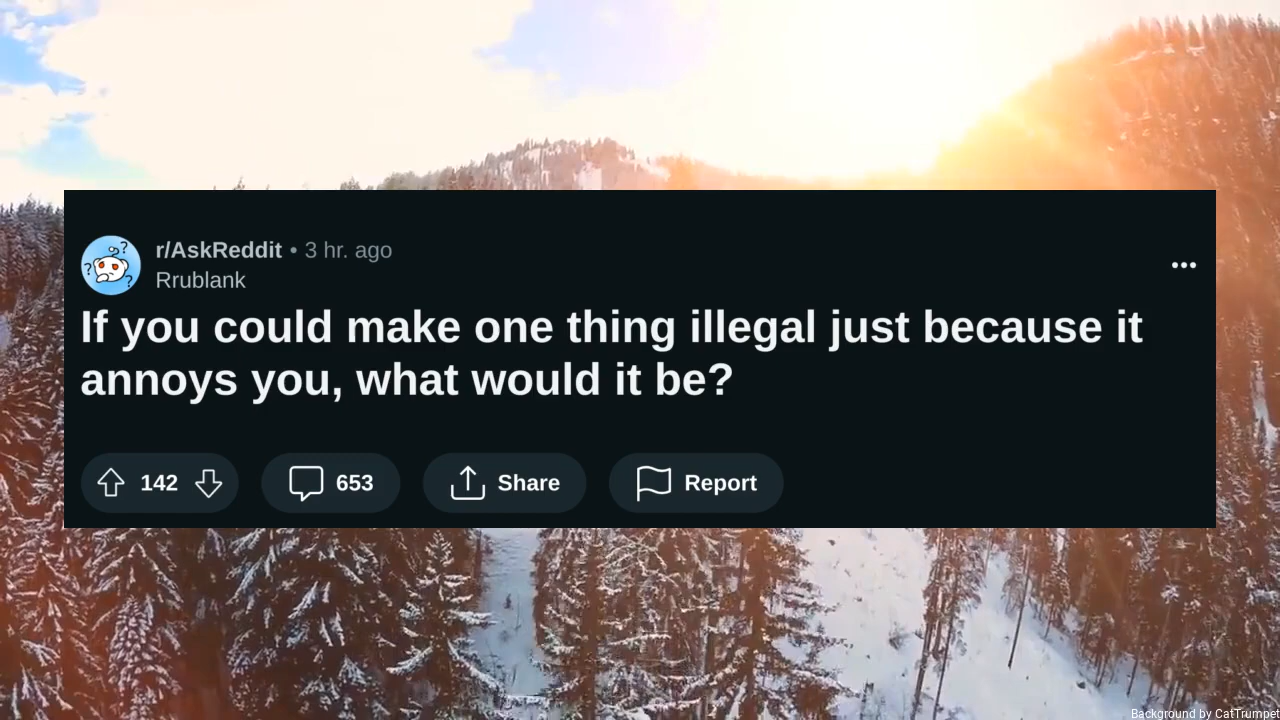 r/AskReddit • 3 hr. ago
Rrublank
If you could make one thing illegal just because it
annoys you, what would it be?
142
653
Share
Report
Background by CatTrumpet